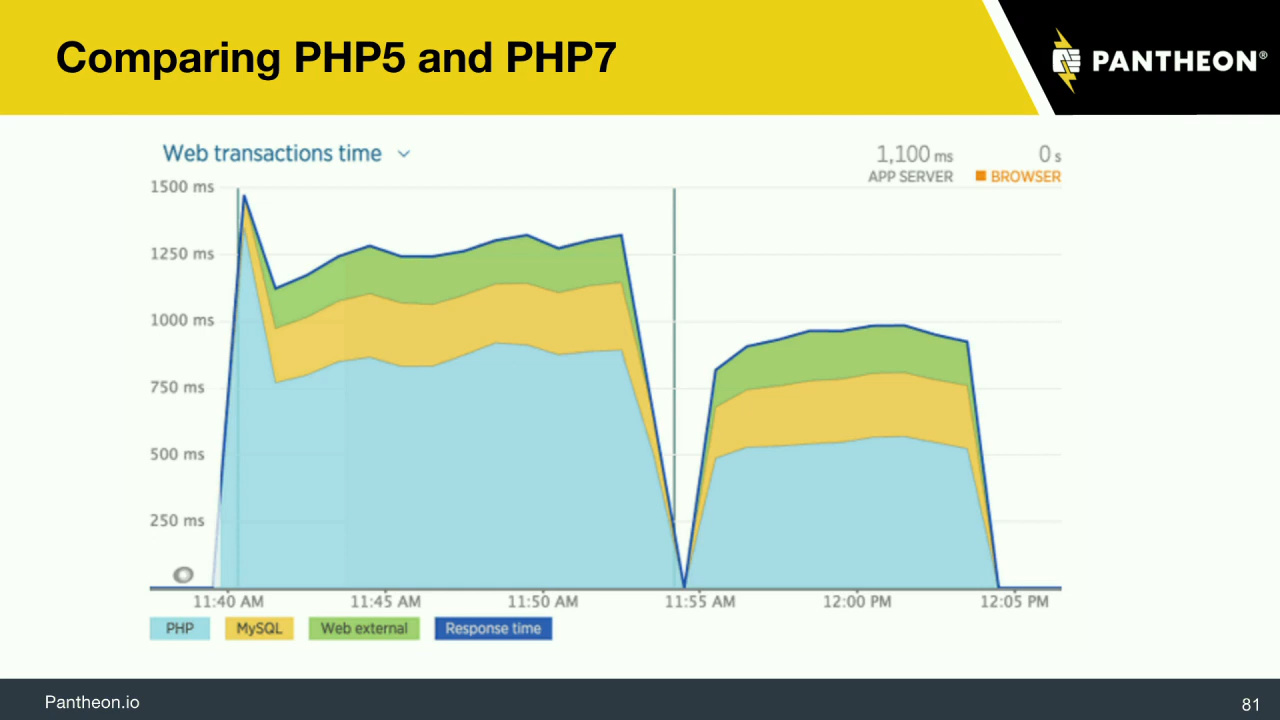 Comparing PHP5 and PHP7
PANTHEON®
Web transactions time
1,100 ms
APP SERVER
0 s
BROWSER
1500 ms
1250 ms
1000 ms
750 ms
500 ms
250 ms
11:40 AM 11:45 AM 11:50 AM 11:55 AM 12:00 PM 12:05 PM
PHP MySQL Web external Response time
Pantheon.io
81